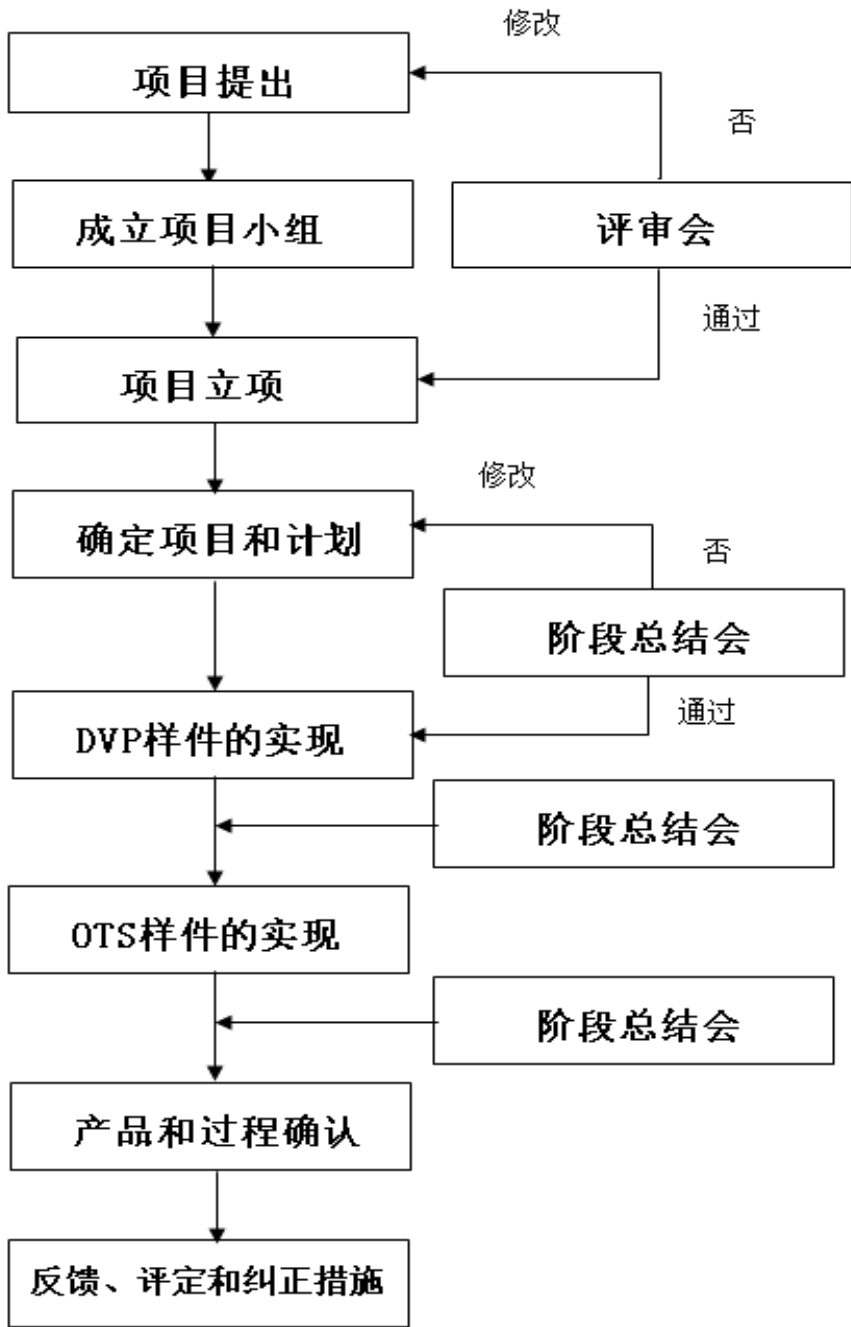 修改
项目提出
否
成立项目小组
评审会
通过
项目立项
修改
确定项目和计划
否
阶段总结会
DVP样件的实现
通过
阶段总结会
OTS样件的实现
阶段总结会
产品和过程确认
反馈、评定和纠正措施